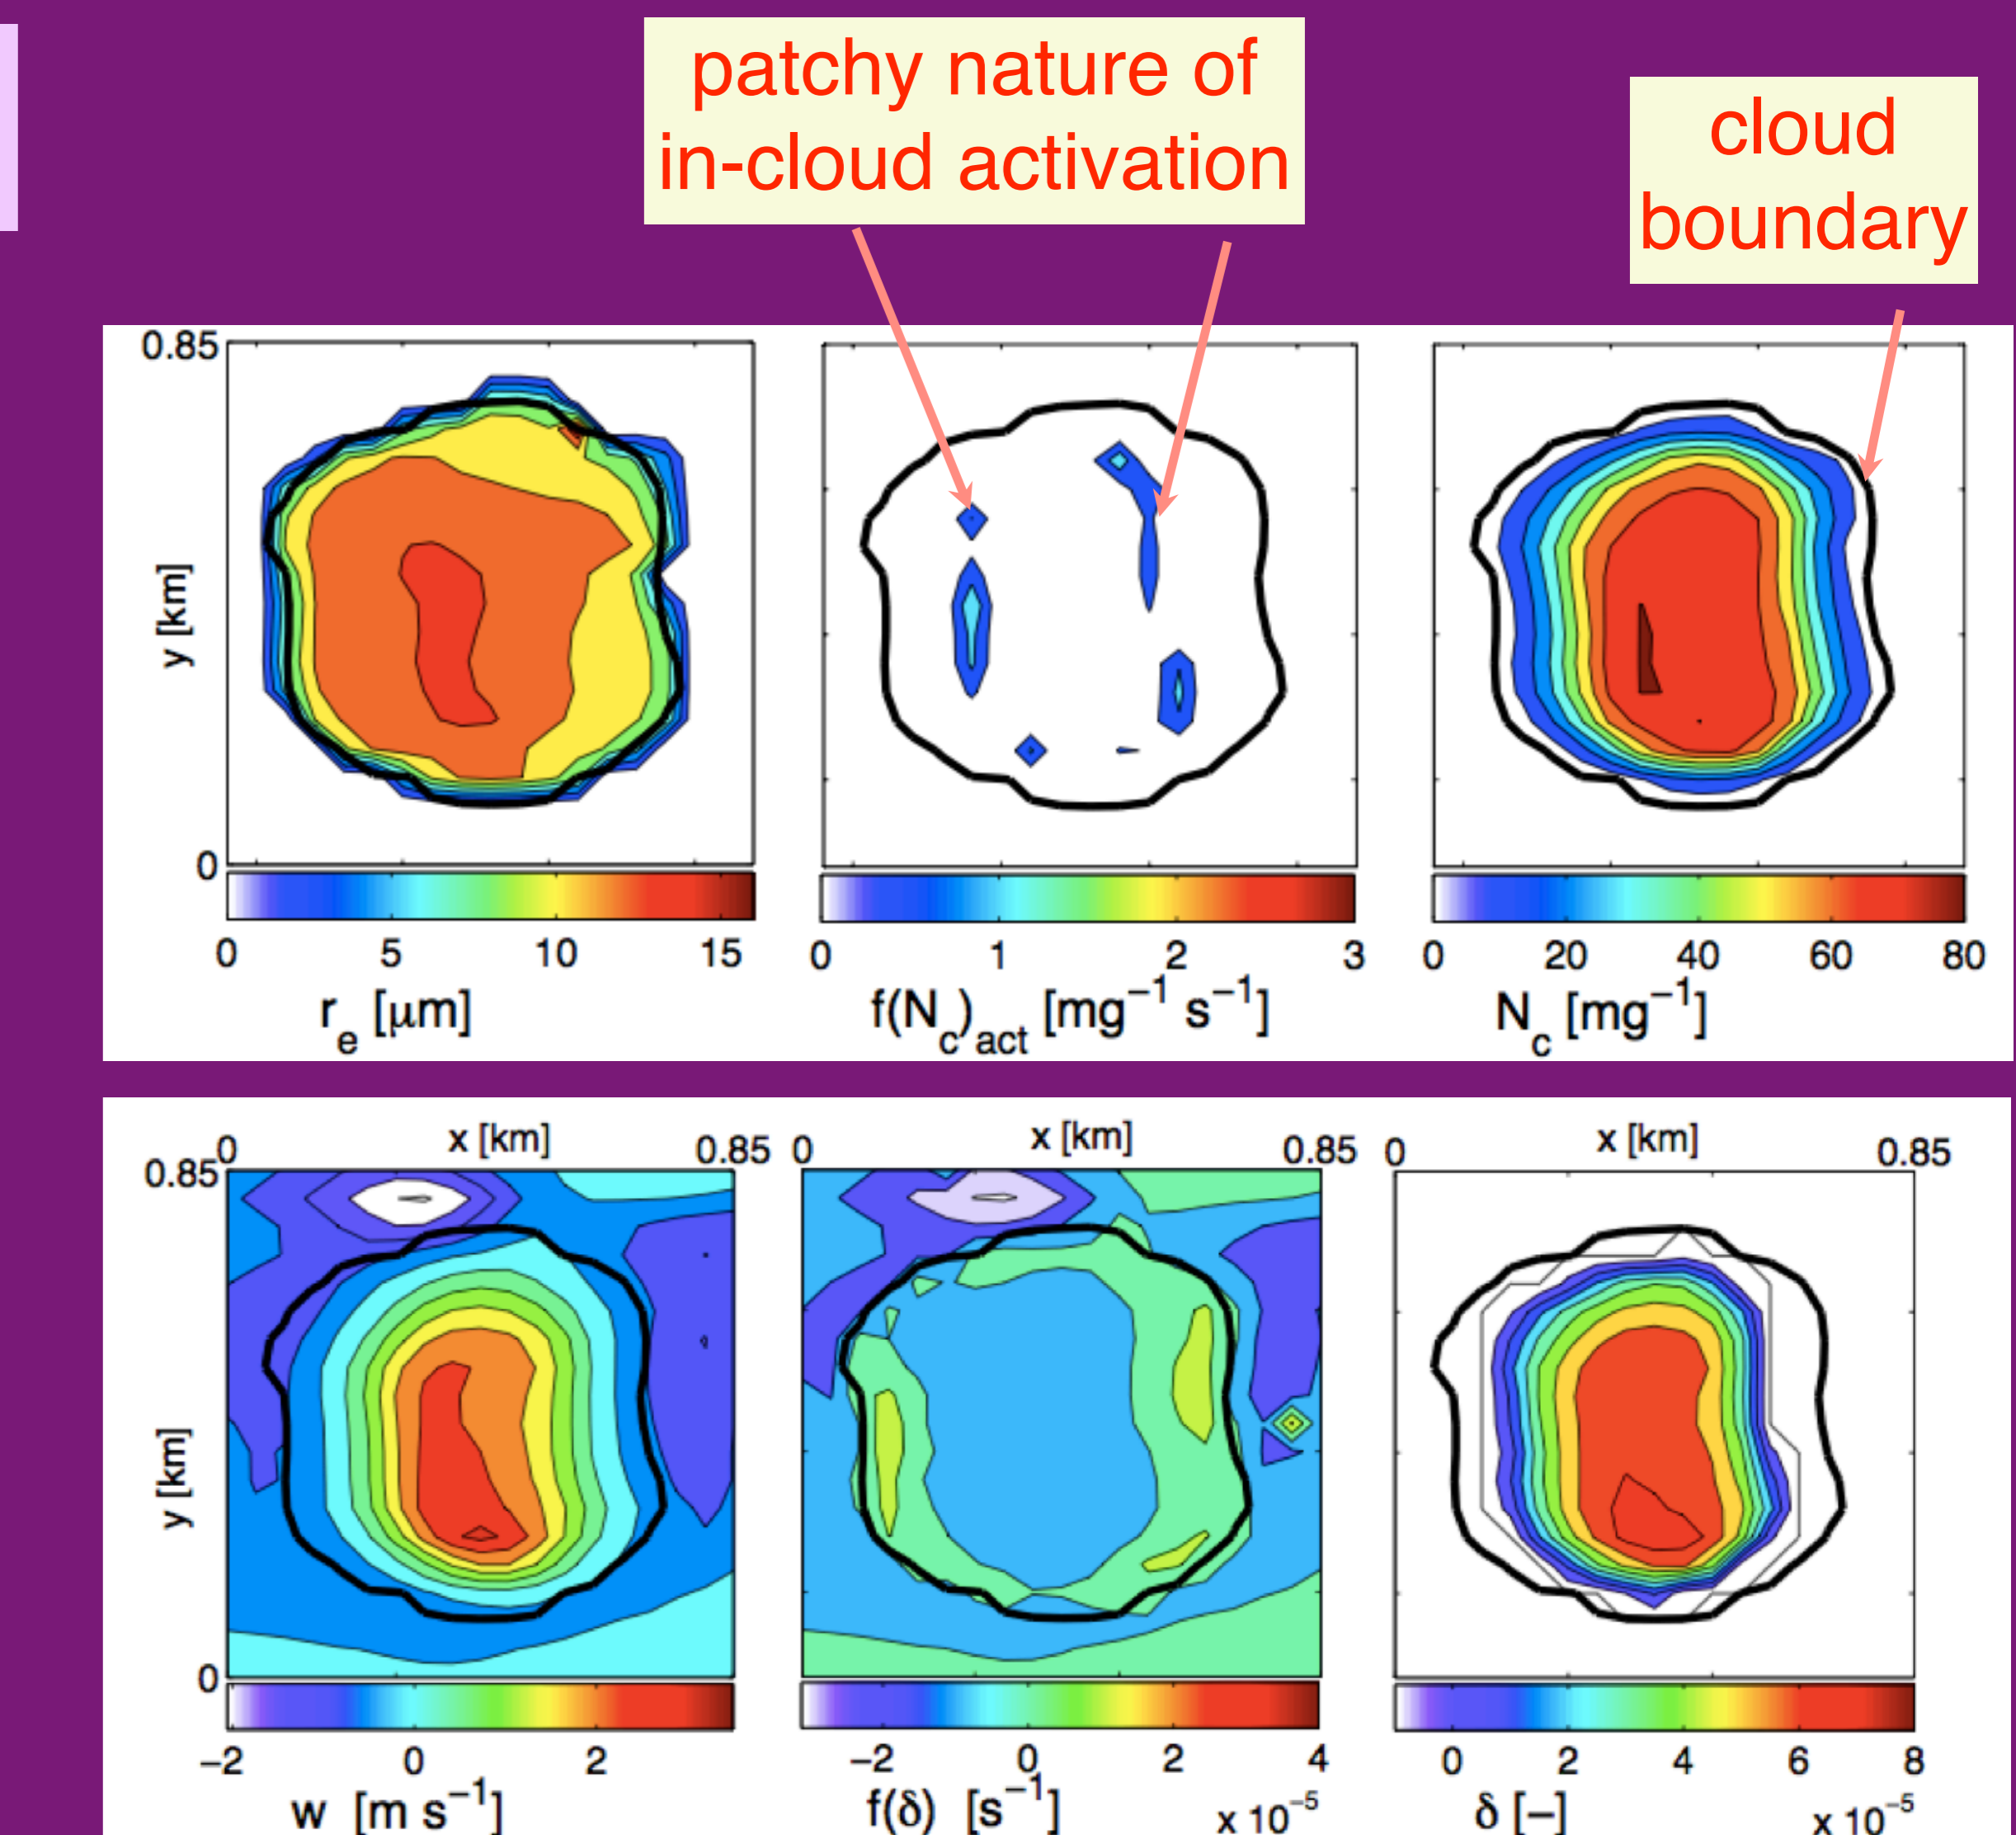 patchy nature of
in-cloud activation
cloud
boundary
0.85
y [km]
0
0 5 10 15
r_e [μm]
0 1 2 3
f(N_c)_act [mg⁻¹ s⁻¹]
0 20 40 60 80
N_c [mg⁻¹]
0 x [km] 0.85
0 x [km] 0.85
0 x [km] 0.85
0.85
y [km]
0
−2 0 2
w [m s⁻¹]
−2 0 2 4
f(δ) [s⁻¹] x 10⁻⁵
0 2 4 6 8
δ [−] x 10⁻⁵